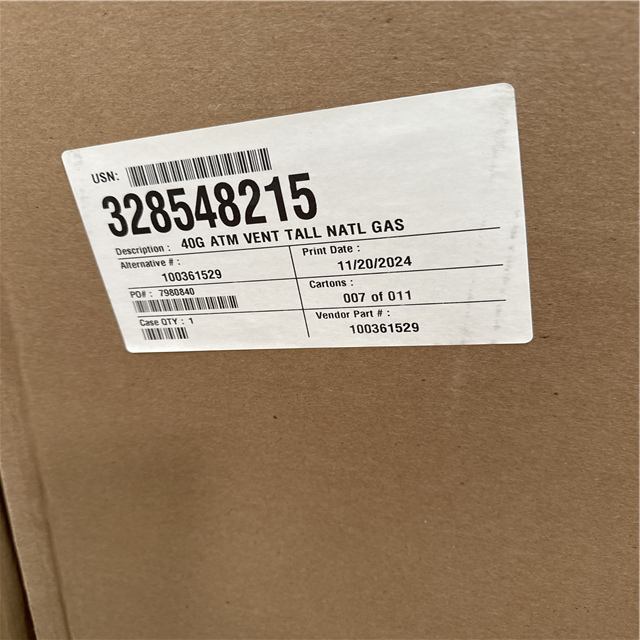 USN:
328548215
Description : 40G ATM VENT TALL NATL GAS
Alternative # :
100361529
Print Date :
11/20/2024
PO# : 7980840
Cartons :
007 of 011
Case QTY : 1
Vendor Part # :
100361529